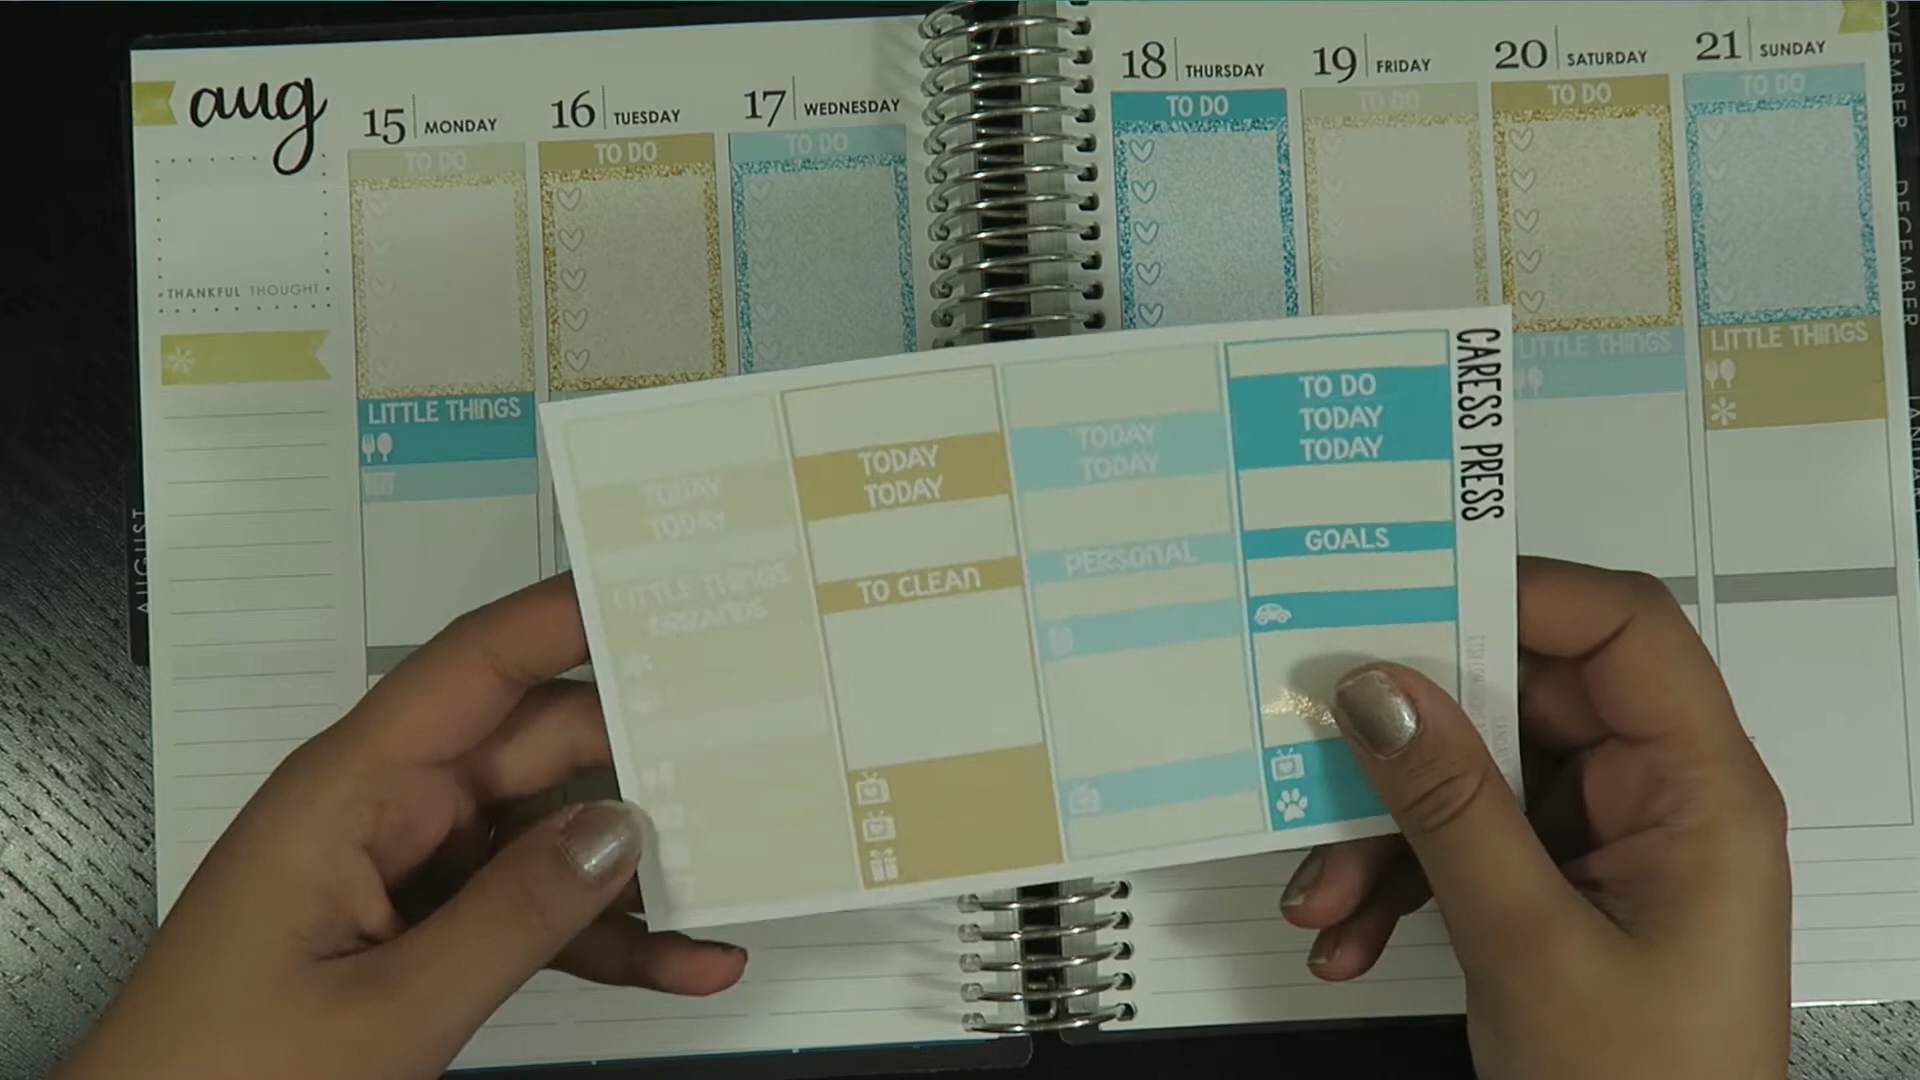 aug
15 MONDAY
16 TUESDAY
17 WEDNESDAY
18 THURSDAY
19 FRIDAY
20 SATURDAY
21 SUNDAY
TO DO
TO DO
TO DO
TO DO
TO DO
TO DO
TO DO
THANKFUL THOUGHT
LITTLE THINGS
LITTLE THINGS
LITTLE THINGS
TODAY
TODAY
LITTLE THINGS
ERRANDS
TODAY
TODAY
TO CLEAN
TODAY
TODAY
PERSONAL
TO DO
TODAY
TODAY
GOALS
CARESS PRESS
AUGUST
NOVEMBER
DECEMBER